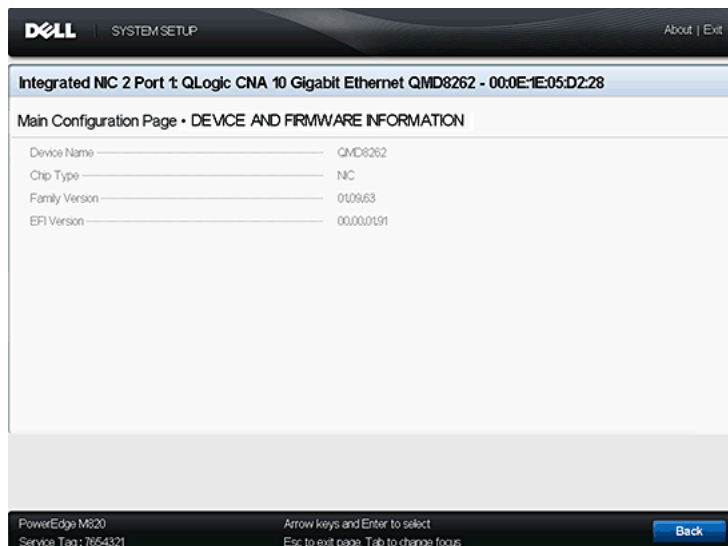 DELL SYSTEM SETUP About | Exit
Integrated NIC 2 Port 1: QLogic CNA 10 Gigabit Ethernet QMD8262 - 00:0E:1E:05:D2:28
Main Configuration Page • DEVICE AND FIRMWARE INFORMATION
Device Name QMD8262
Chip Type NIC
Family Version 01.09.63
EFI Version 00.00.01.91
PowerEdge M820 Arrow keys and Enter to select Back
Service Tag : 7654321 Esc to exit page, Tab to change focus